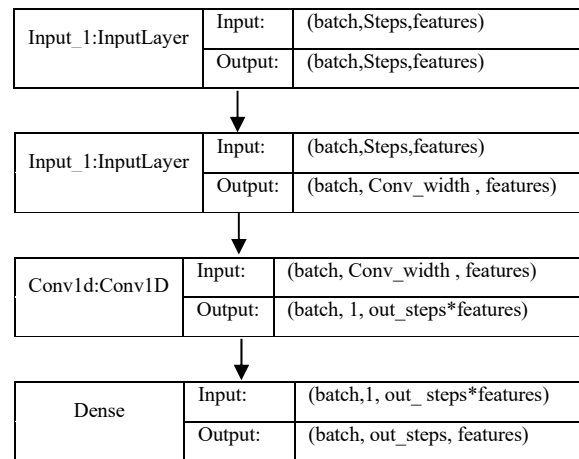 Input_1:InputLayer
Input:
(batch,Steps,features)
Output:
(batch,Steps,features)
Input_1:InputLayer
Input:
(batch,Steps,features)
Output:
(batch, Conv_width , features)
Conv1d:Conv1D
Input:
(batch, Conv_width , features)
Output:
(batch, 1, out_steps*features)
Dense
Input:
(batch,1, out_ steps*features)
Output:
(batch, out_steps, features)